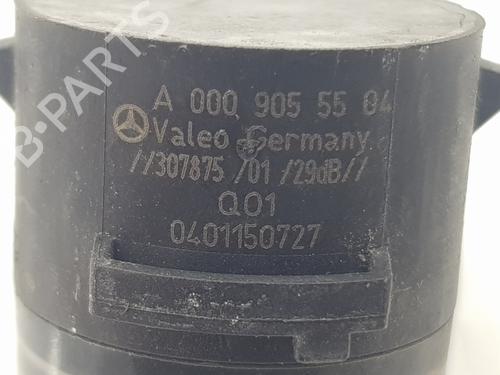 B-PARTS
A 000 905 55 04
Valeo Germany
//307875 /01 /29dB//
Q01
0401150727